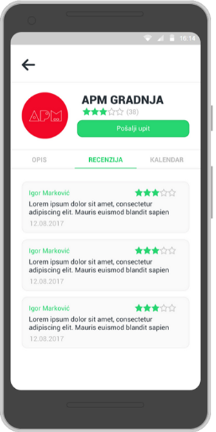 16:14
APM
APM GRADNJA
(38)
Pošalji upit
OPIS
RECENZIJA
KALENDAR
Igor Marković
Lorem ipsum dolor sit amet, consectetur
adipiscing elit. Mauris euismod blandit sapien
12.08.2017
Igor Marković
Lorem ipsum dolor sit amet, consectetur
adipiscing elit. Mauris euismod blandit sapien
12.08.2017
Igor Marković
Lorem ipsum dolor sit amet, consectetur
adipiscing elit. Mauris euismod blandit sapien
12.08.2017